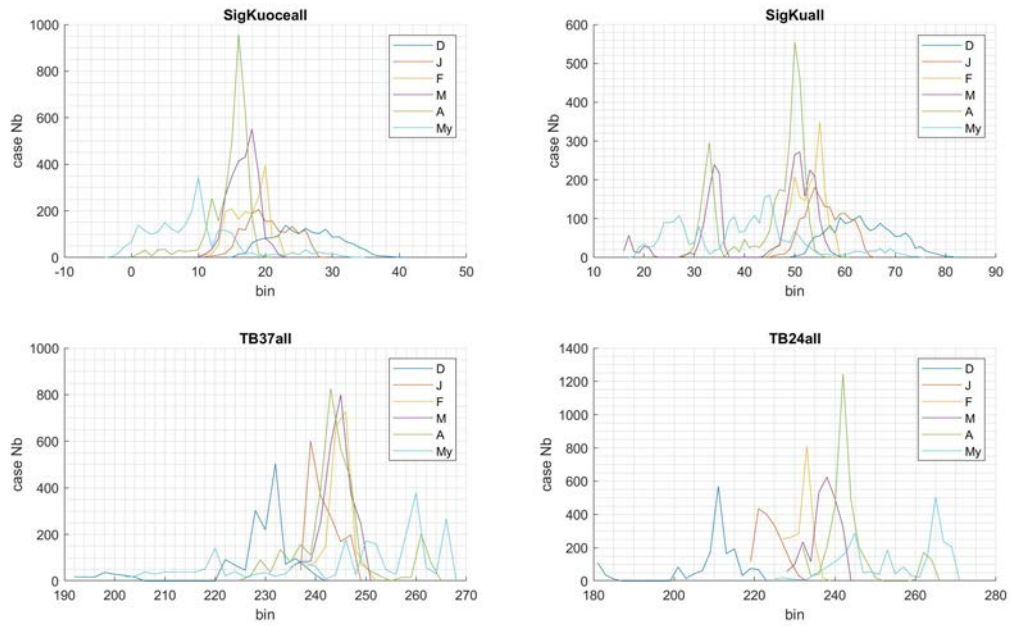 SigKuoceall
case Nb
1000
800
600
400
200
0
-10 0 10 20 30 40 50
bin
D
J
F
M
A
My
SigKuall
case Nb
600
500
400
300
200
100
0
10 20 30 40 50 60 70 80 90
bin
D
J
F
M
A
My
TB37all
case Nb
1000
800
600
400
200
0
190 200 210 220 230 240 250 260 270
bin
D
J
F
M
A
My
TB24all
case Nb
1400
1200
1000
800
600
400
200
0
180 200 220 240 260 280
bin
D
J
F
M
A
My